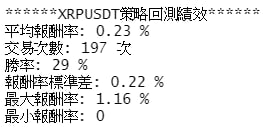 ******XRPUSDT策略回測績效******
平均報酬率: 0.23 %
交易次數: 197 次
勝率: 29 %
報酬率標準差: 0.22 %
最大報酬率: 1.16 %
最小報酬率: 0